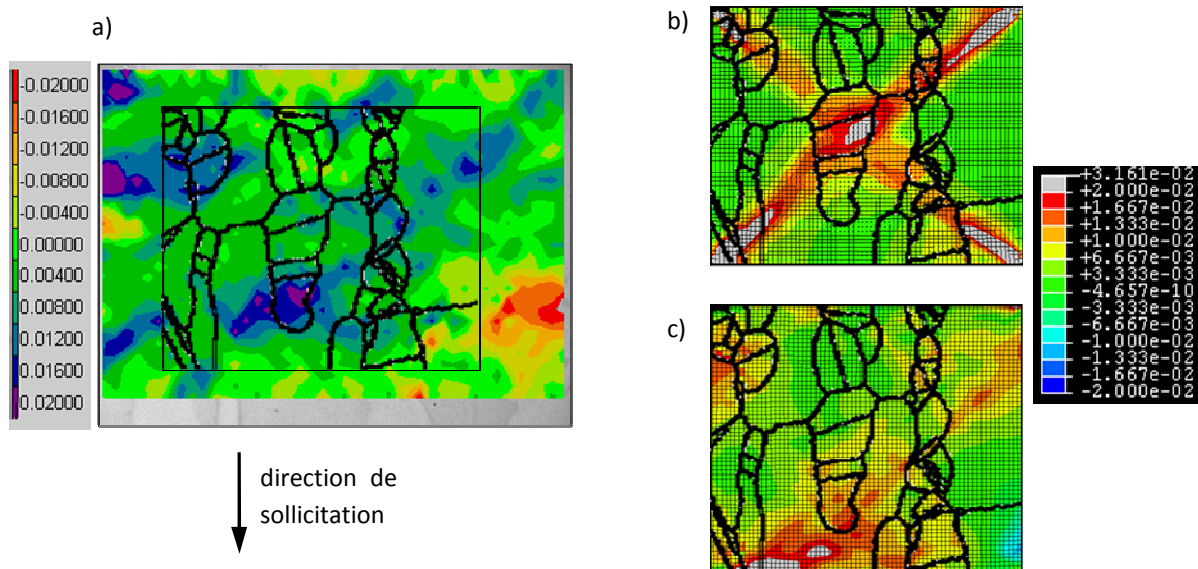 a)
-0.02000
-0.01600
-0.01200
-0.00800
-0.00400
0.00000
0.00400
0.00800
0.01200
0.01600
0.02000
direction de
sollicitation
b)
c)
+3.161e-02
+2.000e-02
+1.667e-02
+1.333e-02
+1.000e-02
+6.667e-03
+3.333e-03
-4.657e-10
-3.333e-03
-6.667e-03
-1.000e-02
-1.333e-02
-1.667e-02
-2.000e-02